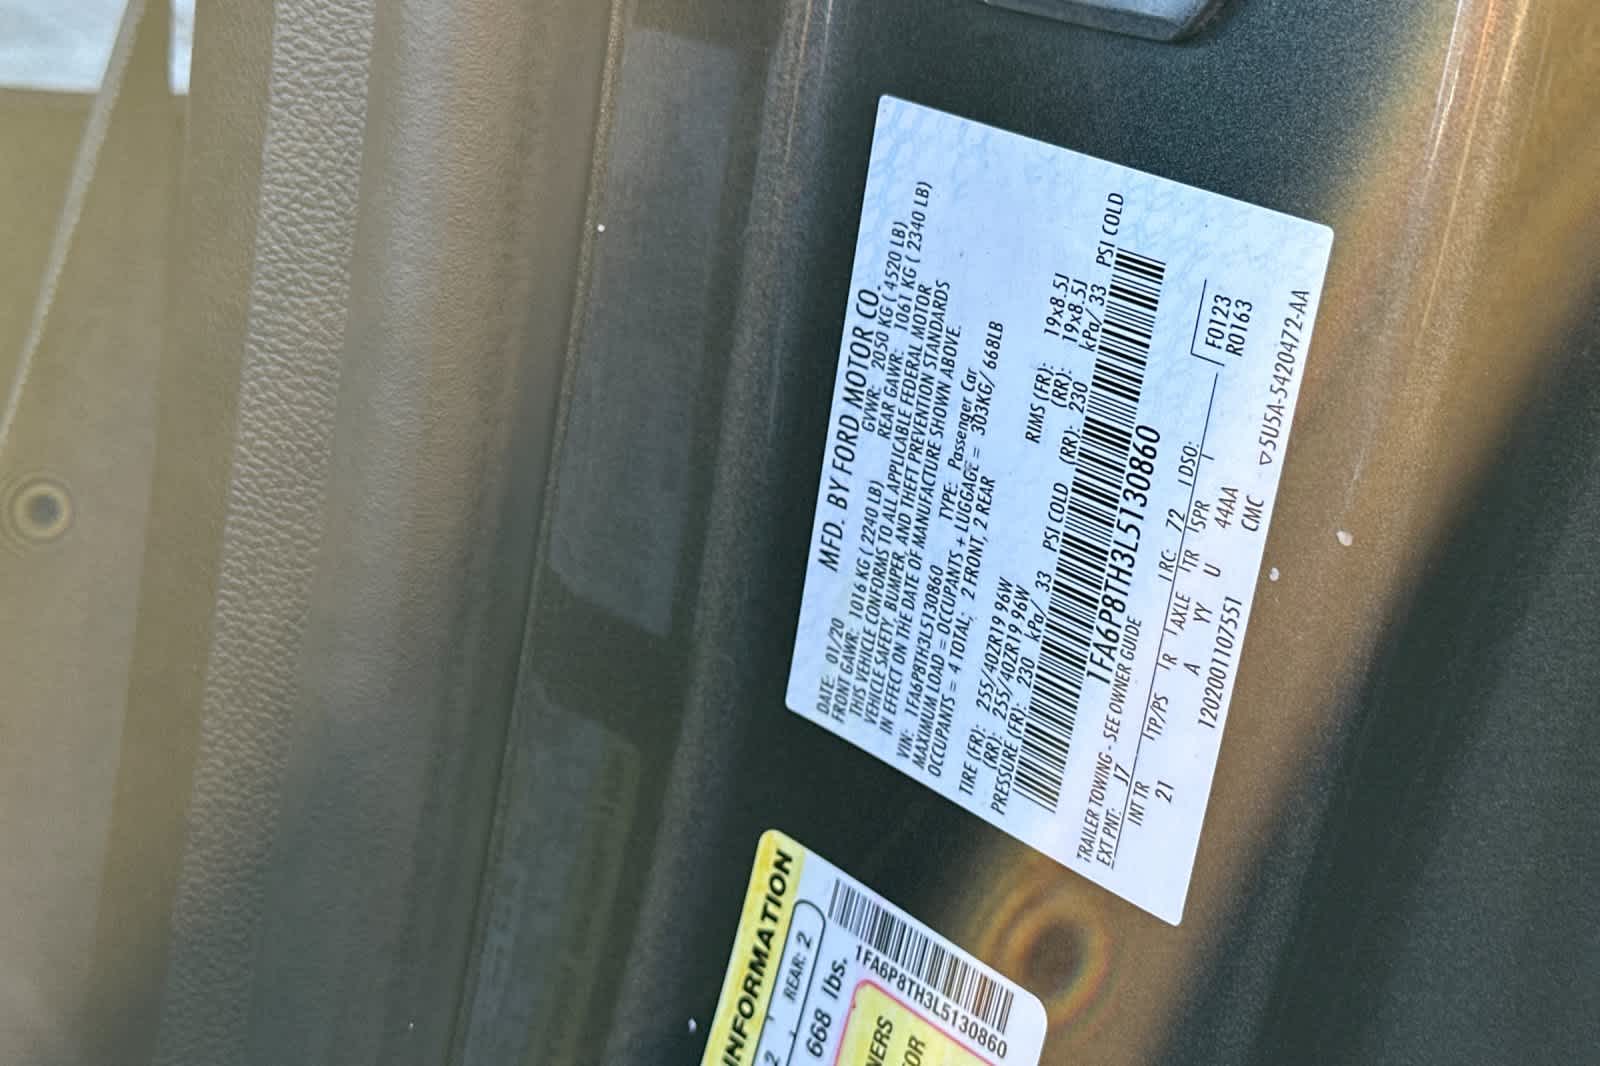 MFD. BY FORD MOTOR CO.
DATE: 01/20 GVWR: 2050 KG ( 4520 LB)
FRONT GAWR: 1016 KG ( 2240 LB) REAR GAWR: 1061 KG ( 2340 LB)
THIS VEHICLE CONFORMS TO ALL APPLICABLE FEDERAL MOTOR
VEHICLE SAFETY, BUMPER, AND THEFT PREVENTION STANDARDS
IN EFFECT ON THE DATE OF MANUFACTURE SHOWN ABOVE.
VIN: 1FA6P8TH3L5130860 TYPE: Passenger Car
MAXIMUM LOAD = OCCUPANTS + LUGGAGE = 303KG/ 668LB
OCCUPANTS = 4 TOTAL; 2 FRONT, 2 REAR
TIRE (FR): 255/40ZR19 96W RIMS (FR): 19x8.5J
(RR): 255/40ZR19 96W (RR): 19x8.5J
PRESSURE (FR): 230 kPa/ 33 PSI COLD (RR): 230 kPa/ 33 PSI COLD
1FA6P8TH3L5130860
TRAILER TOWING - SEE OWNER GUIDE
EXT PNT: J7 RC: 72 DSO: F0123
INT TR TP/PS R AXLE TR SPR R0163
21 A YY U 44AA
1202001107551 CMC
▽5U5A-5420472-AA
INFORMATION
2 REAR: 2
668 lbs.
1FA6P8TH3L5130860